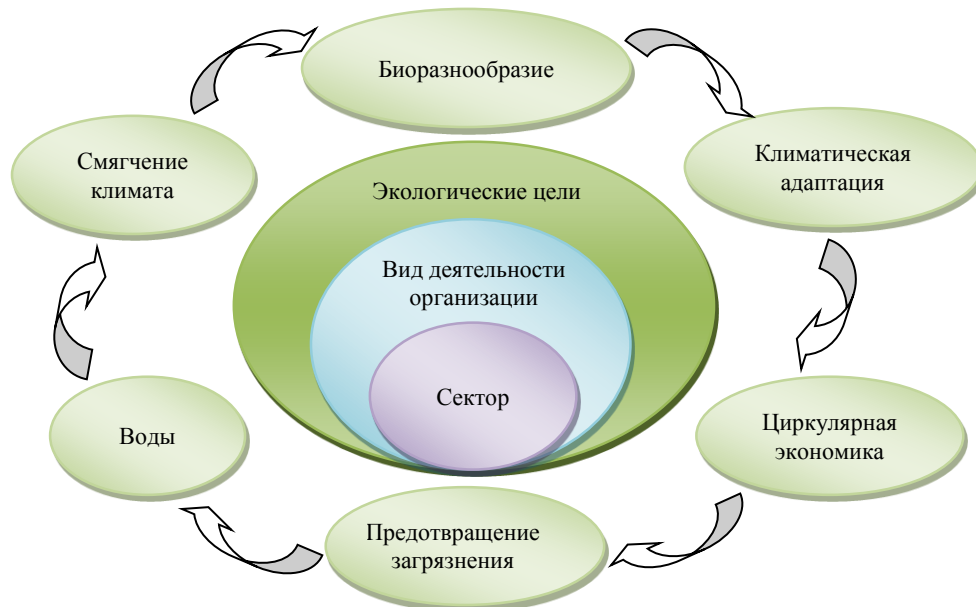 Биоразнообразие
Смягчение
климата
Климатическая
адаптация
Экологические цели
Вид деятельности
организации
Сектор
Воды
Циркулярная
экономика
Предотвращение
загрязнения